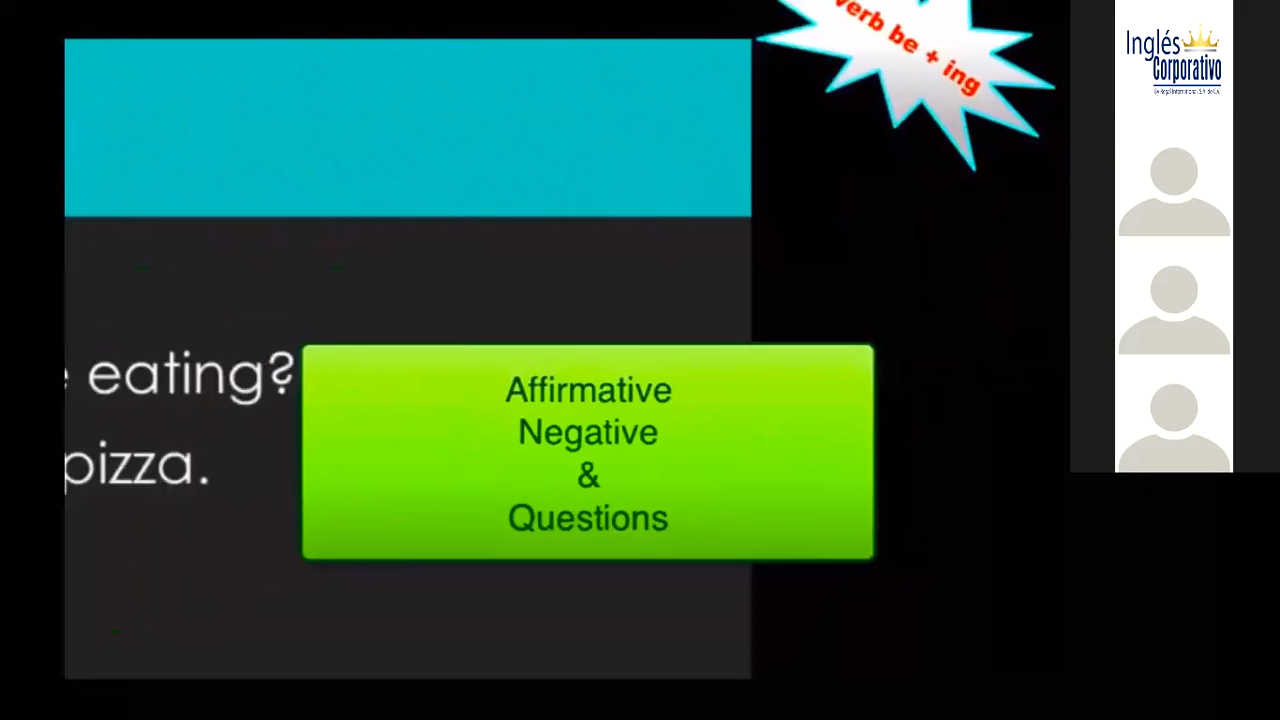 verb be + ing
Inglés
Corporativo
eating?
pizza.
Affirmative
Negative
&
Questions